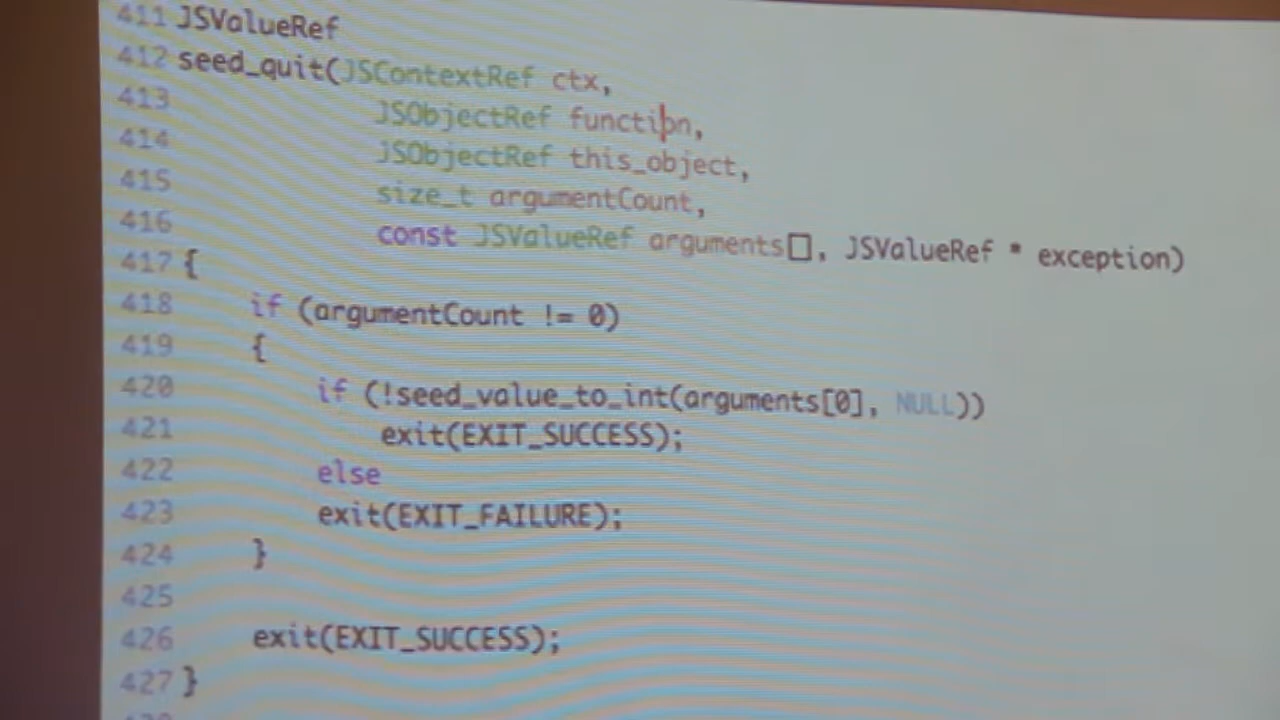 411 JSValueRef
412 seed_quit(JSContextRef ctx,
413 JSObjectRef function,
414 JSObjectRef this_object,
415 size_t argumentCount,
416 const JSValueRef arguments[], JSValueRef * exception)
417 {
418 if (argumentCount != 0)
419 {
420 if (!seed_value_to_int(arguments[0], NULL))
421 exit(EXIT_SUCCESS);
422 else
423 exit(EXIT_FAILURE);
424 }
425
426 exit(EXIT_SUCCESS);
427 }